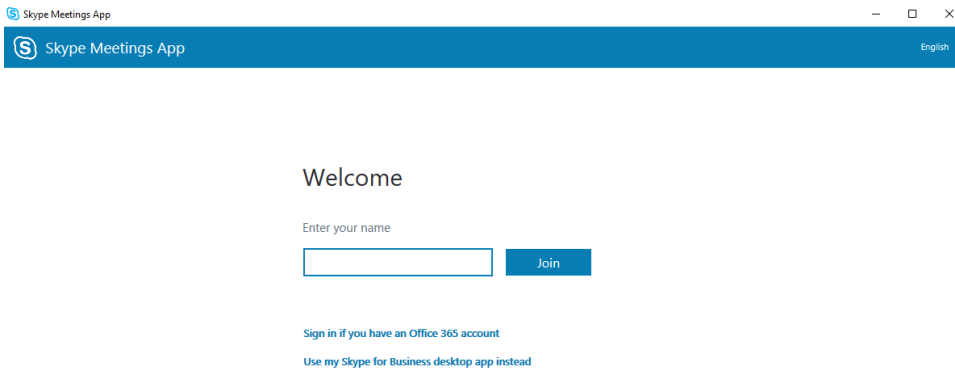 Skype Meetings App
Skype Meetings App
English
Welcome
Enter your name
Join
Sign in if you have an Office 365 account
Use my Skype for Business desktop app instead